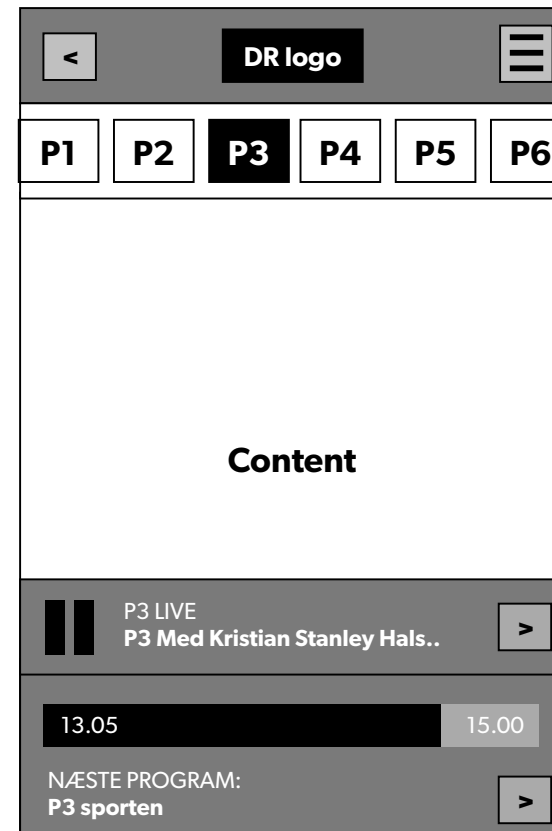 <
DR logo
P1 P2 P3 P4 P5 P6
Content
P3 LIVE
P3 Med Kristian Stanley Hals..
>
13.05 15.00
NÆSTE PROGRAM:
P3 sporten
>